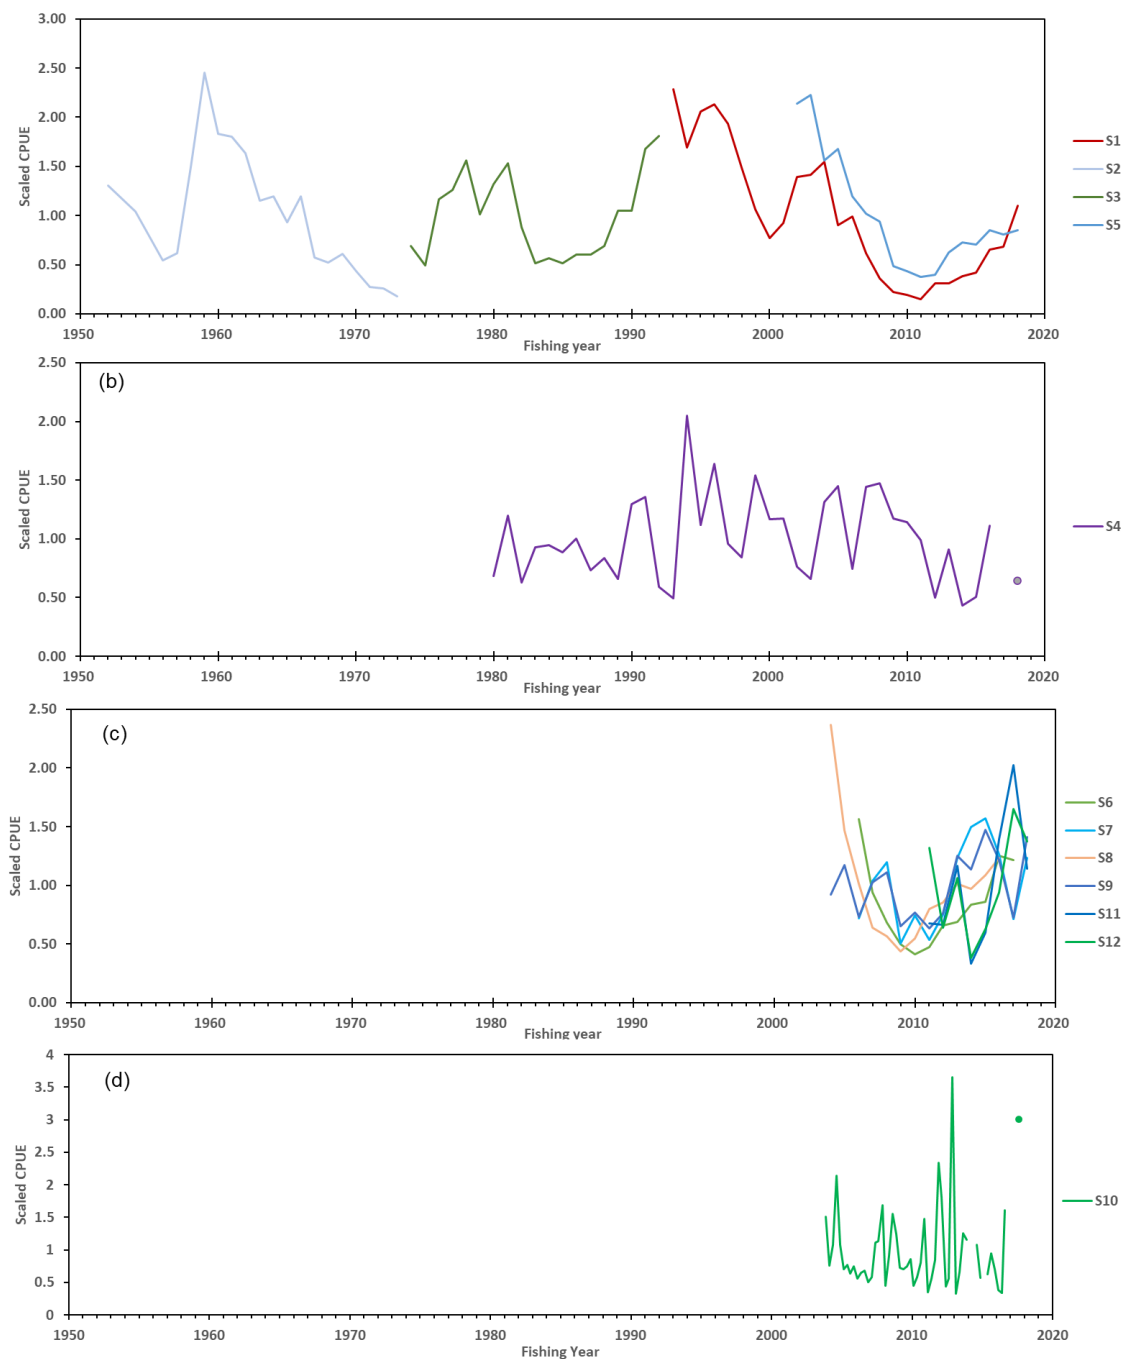 3.00
2.50
2.00
1.50
1.00
0.50
0.00
Scaled CPUE
1950 1960 1970 1980 1990 2000 2010 2020
Fishing year
S1
S2
S3
S5
(b)
2.50
2.00
1.50
1.00
0.50
0.00
Scaled CPUE
1950 1960 1970 1980 1990 2000 2010 2020
Fishing year
S4
(c)
2.50
2.00
1.50
1.00
0.50
0.00
Scaled CPUE
1950 1960 1970 1980 1990 2000 2010 2020
Fishing year
S6
S7
S8
S9
S11
S12
(d)
4
3.5
3
2.5
2
1.5
1
0.5
0
Scaled CPUE
1950 1960 1970 1980 1990 2000 2010 2020
Fishing Year
S10